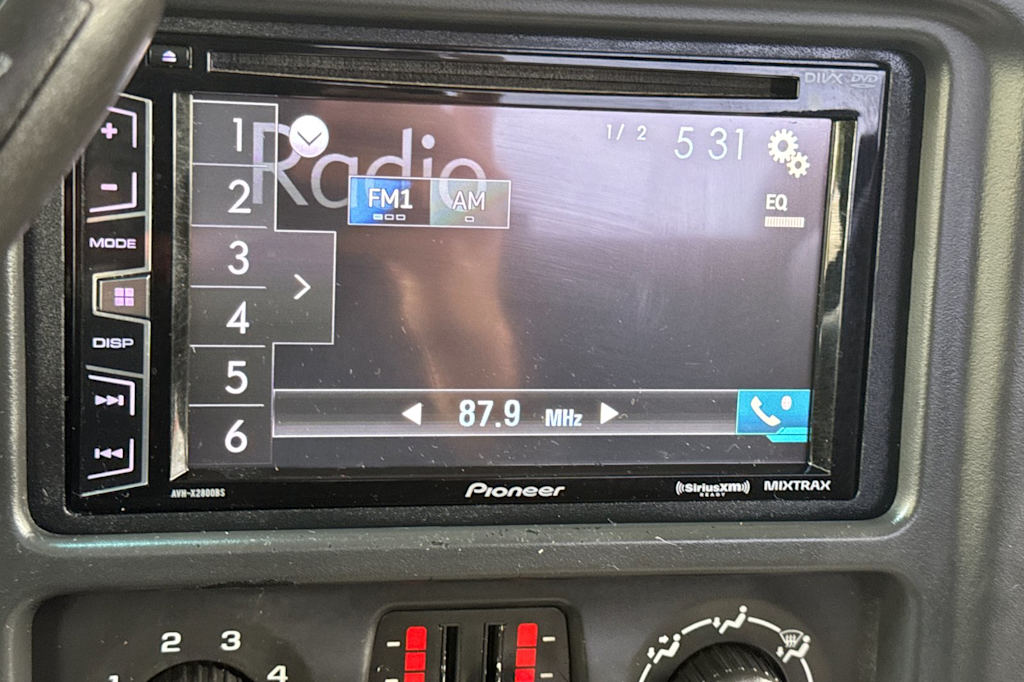 DIVX DVD
1
Radio
1/ 2
5 31
2
FM1
AM
EQ
MODE
3
4
DISP
5
87.9 MHz
6
AVH-X2800BS
Pioneer
((SiriusXM))
READY
MIXTRAX
1
2
3
4